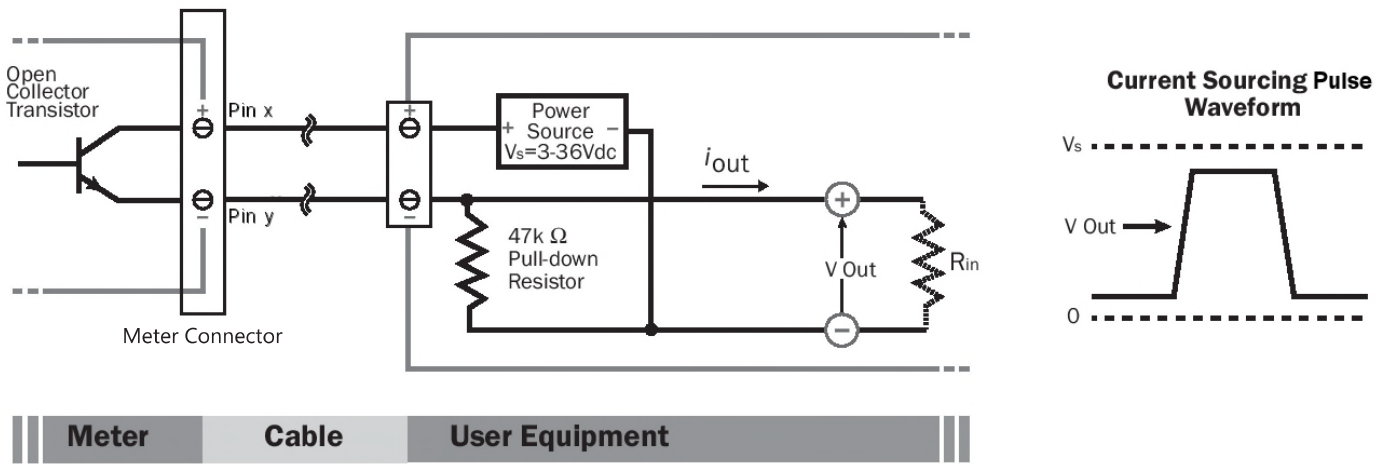 Open
Collector
Transistor
+
Pin x
–
Pin y
Meter Connector
+
–
Power
+ Source –
Vs=3-36Vdc
iout
47k Ω
Pull-down
Resistor
+
V Out
–
Rin
Current Sourcing Pulse
Waveform
Vs
V Out
0
Meter
Cable
User Equipment